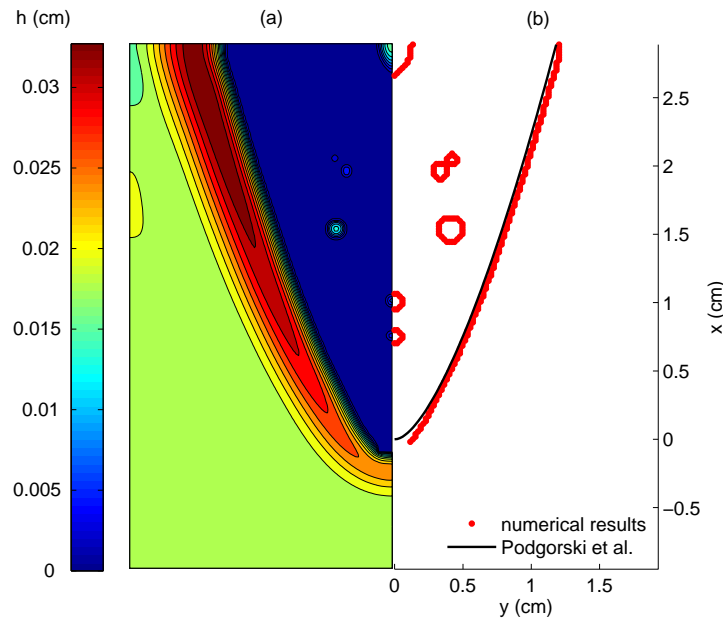 h (cm)
(a)
(b)
0.03
0.025
0.02
0.015
0.01
0.005
0
2.5
2
1.5
1
0.5
0
−0.5
x (cm)
numerical results
Podgorski et al.
0
0.5
1
1.5
y (cm)